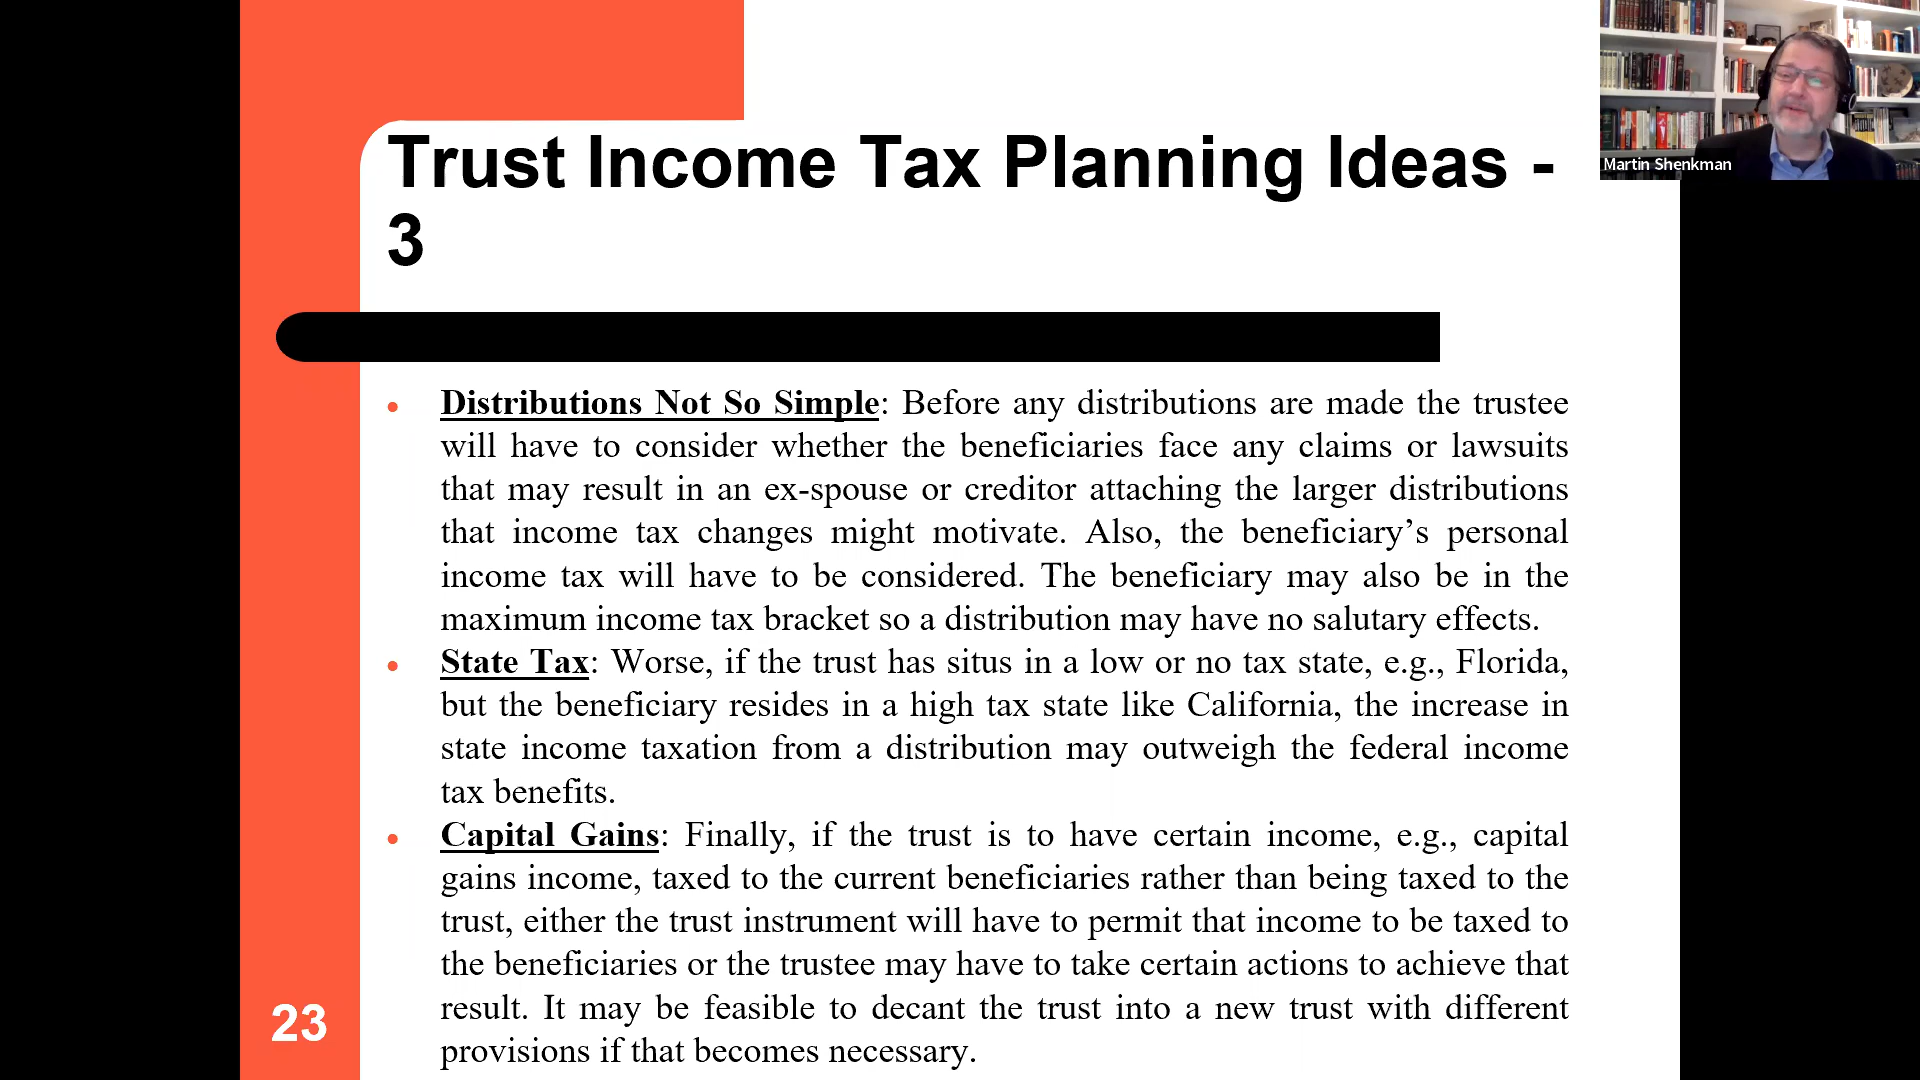 Trust Income Tax Planning Ideas -
3
Martin Shenkman
• Distributions Not So Simple: Before any distributions are made the trustee
will have to consider whether the beneficiaries face any claims or lawsuits
that may result in an ex-spouse or creditor attaching the larger distributions
that income tax changes might motivate. Also, the beneficiary’s personal
income tax will have to be considered. The beneficiary may also be in the
maximum income tax bracket so a distribution may have no salutary effects.
• State Tax: Worse, if the trust has situs in a low or no tax state, e.g., Florida,
but the beneficiary resides in a high tax state like California, the increase in
state income taxation from a distribution may outweigh the federal income
tax benefits.
• Capital Gains: Finally, if the trust is to have certain income, e.g., capital
gains income, taxed to the current beneficiaries rather than being taxed to the
trust, either the trust instrument will have to permit that income to be taxed to
the beneficiaries or the trustee may have to take certain actions to achieve that
result. It may be feasible to decant the trust into a new trust with different
provisions if that becomes necessary.
23